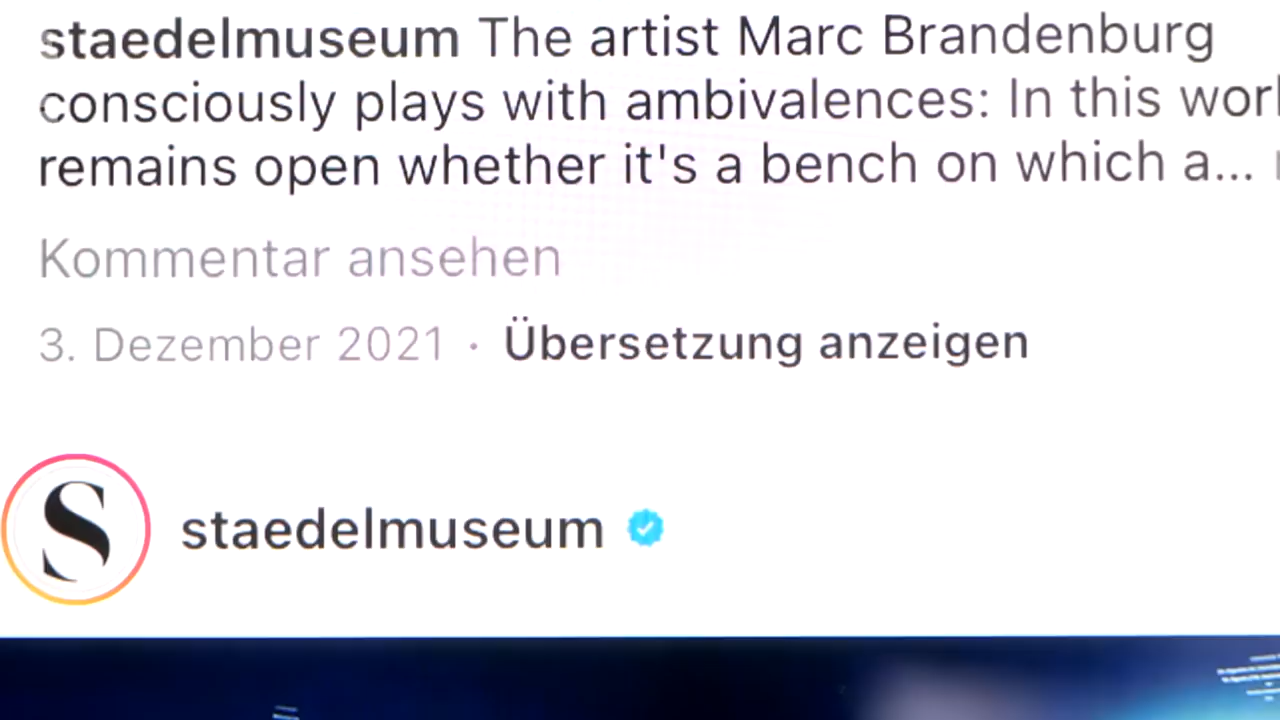 staedelmuseum The artist Marc Brandenburg
consciously plays with ambivalences: In this
remains open whether it's a bench on which a...
Kommentar ansehen
3. Dezember 2021 · Übersetzung anzeigen
S
staedelmuseum